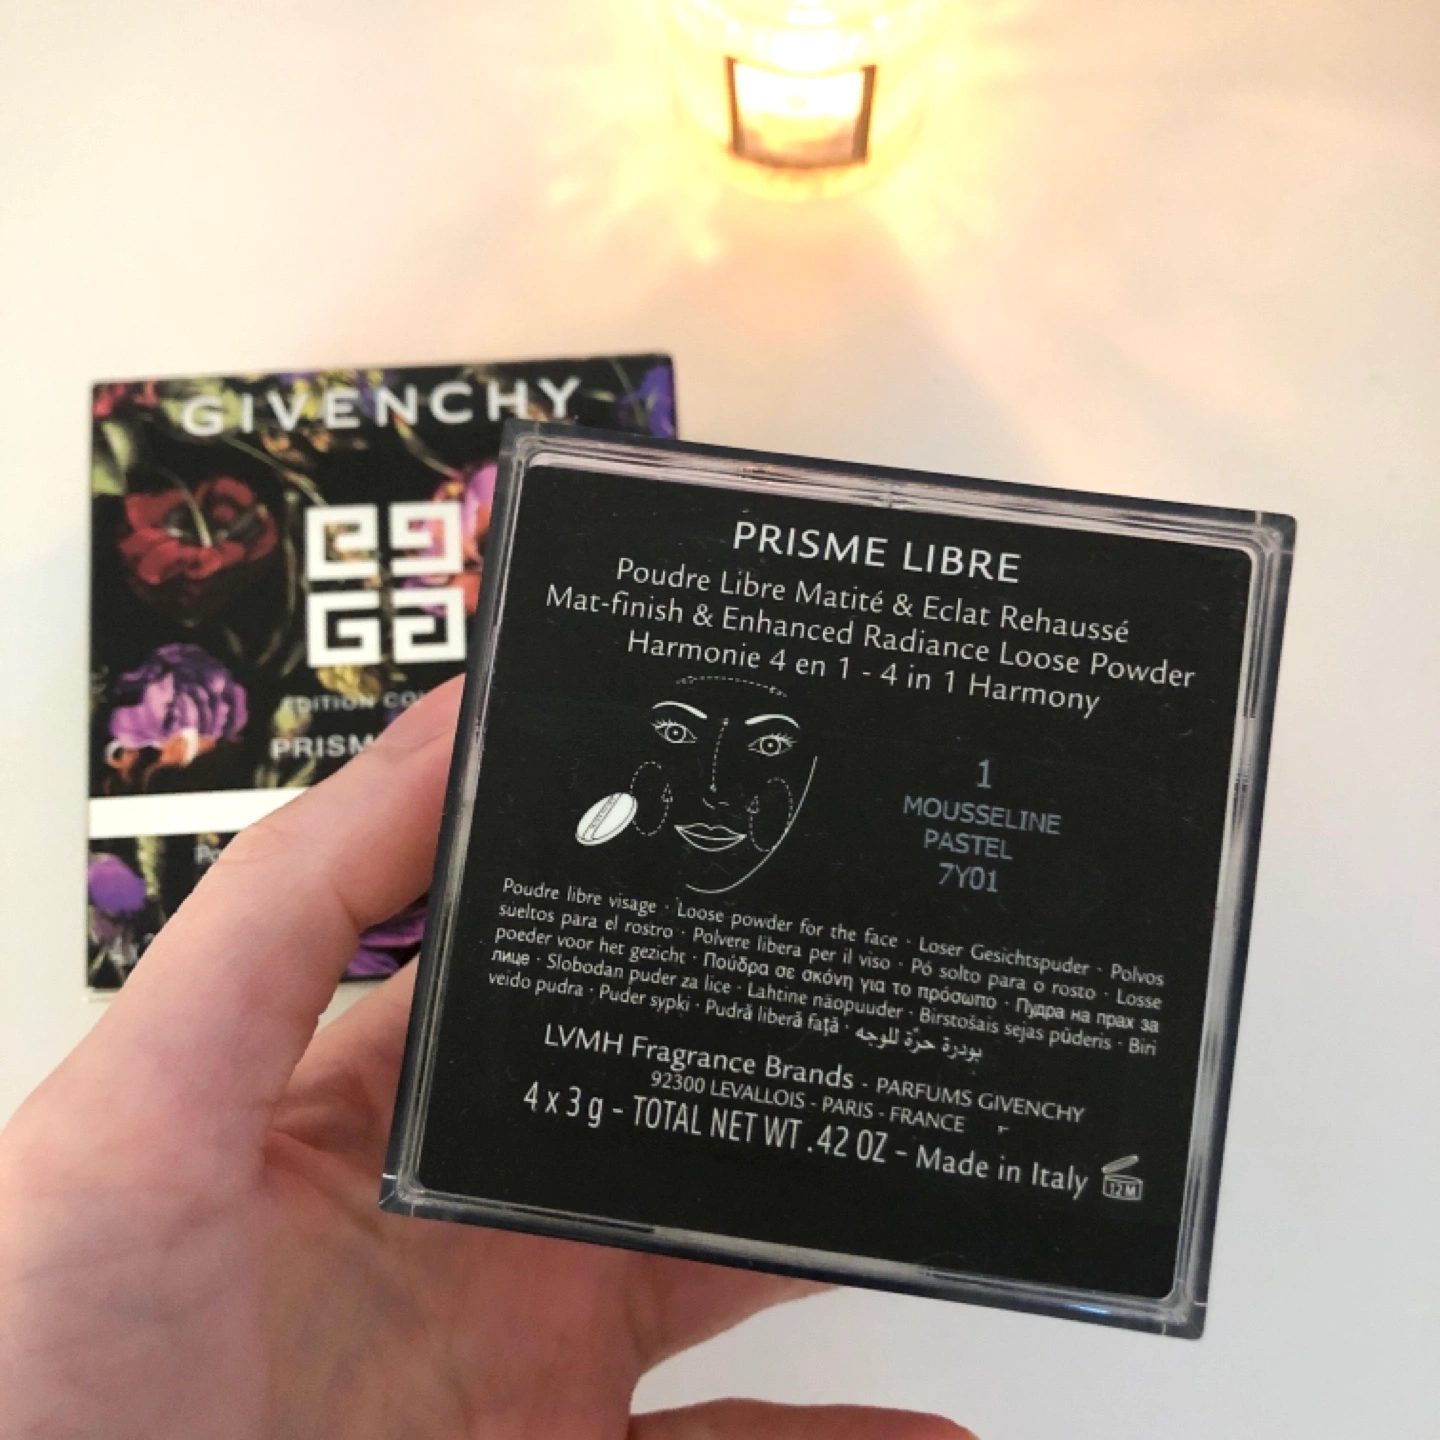 GIVENCHY
EDITION
PRISM
PRISME LIBRE
Poudre Libre Matité & Eclat Rehaussé
Mat-finish & Enhanced Radiance Loose Powder
Harmonie 4 en 1 - 4 in 1 Harmony
1
MOUSSELINE
PASTEL
7Y01
Poudre libre visage · Loose powder for the face · Loser Gesichtspuder · Polvos
sueltos para el rostro · Polvere libera per il viso · Pó solto para o rosto · Losse
poeder voor het gezicht · Πούδρα σε σκόνη για το πρόσωπο · Пудра на прах за
лице · Slobodan puder za lice · Lahtine näopuuder · Birstošais sejas pūderis · Biri
veido pudra · Puder sypki · Pudră liberă față · بودرة حرّة للوجه
LVMH Fragrance Brands - PARFUMS GIVENCHY
92300 LEVALLOIS - PARIS - FRANCE
4 x 3 g - TOTAL NET WT .42 OZ - Made in Italy 12M